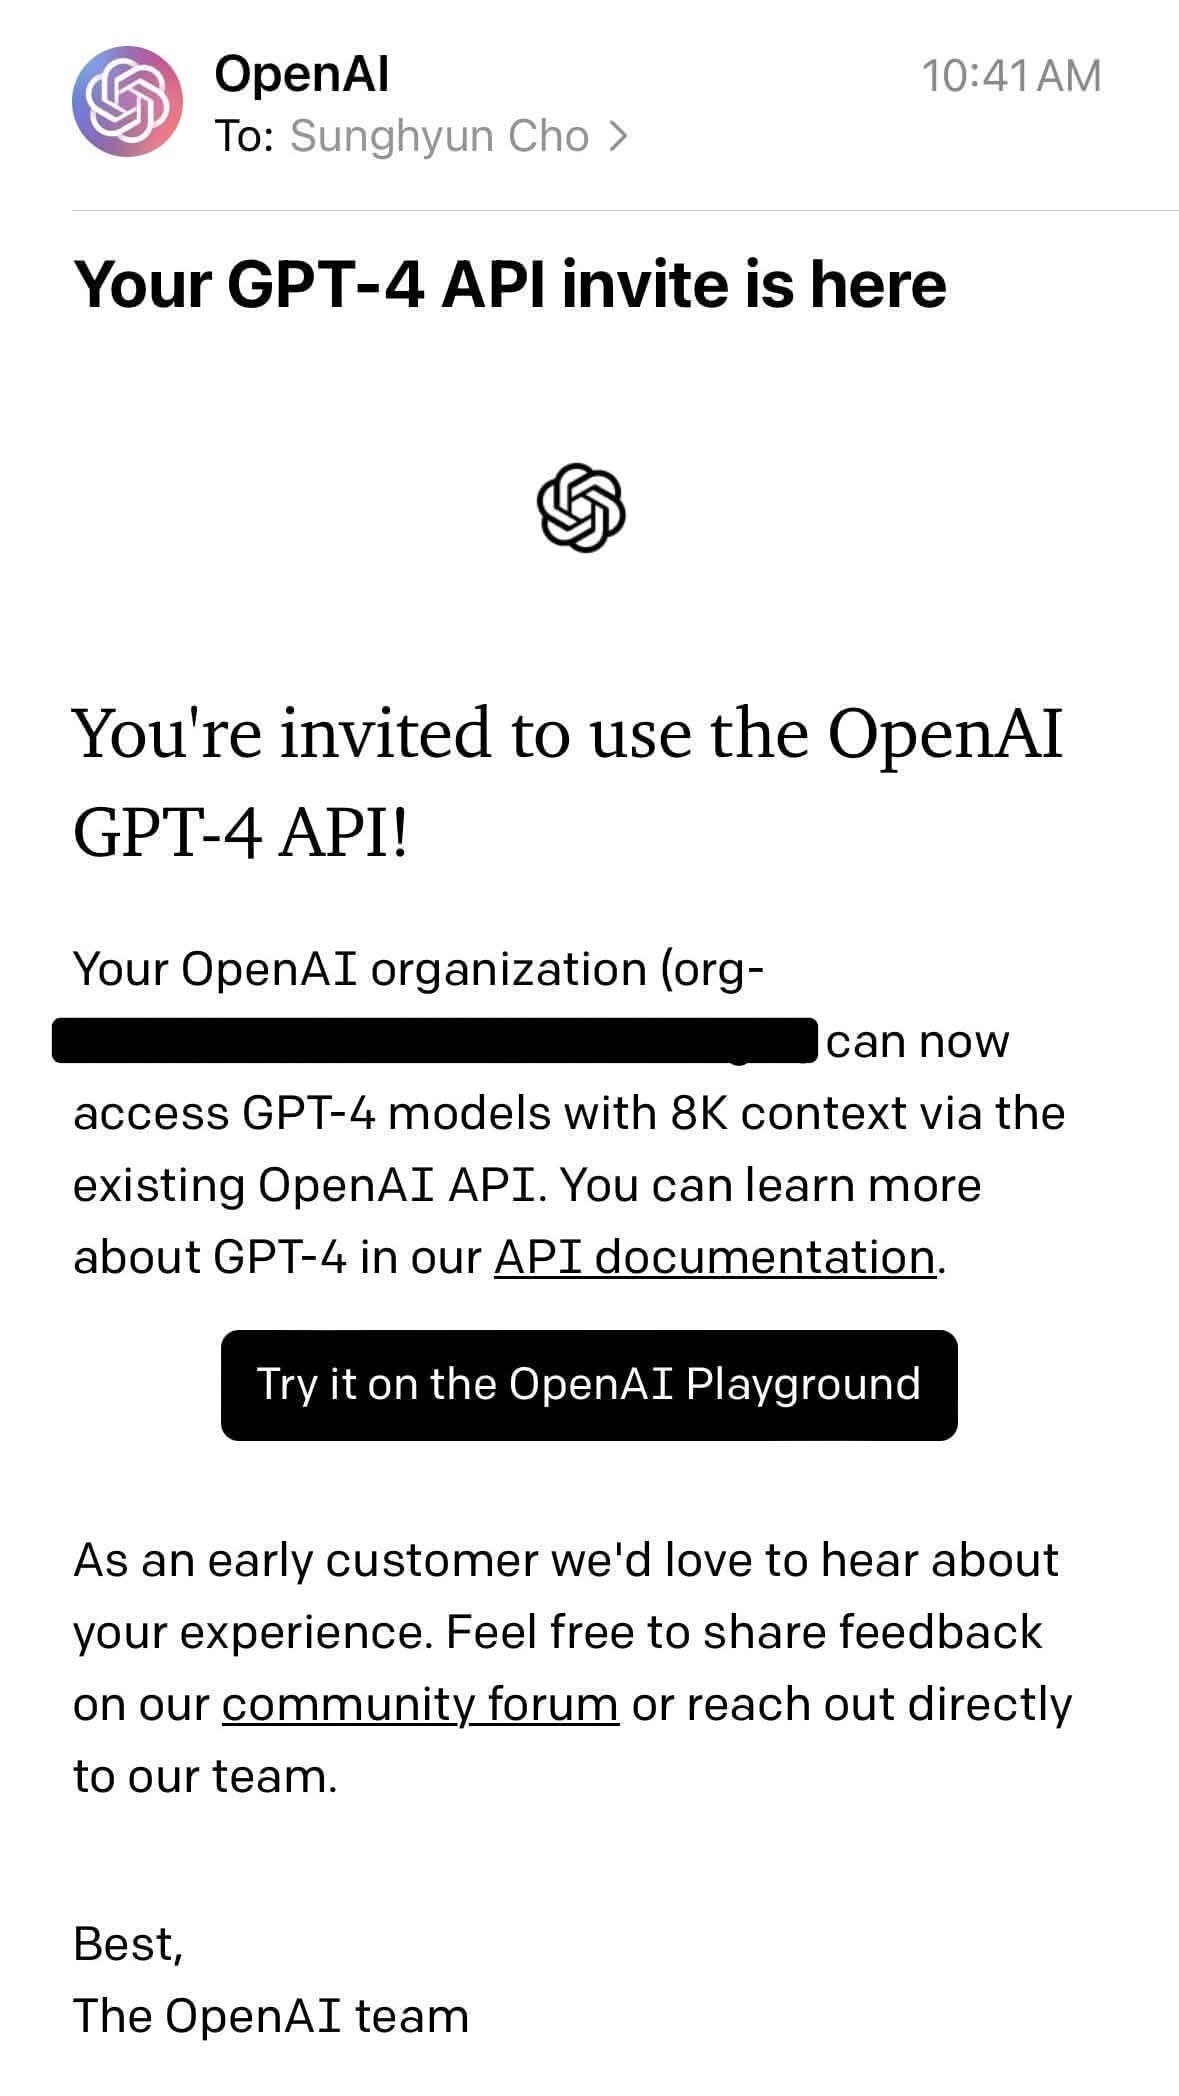 OpenAI
10:41 AM
To: Sunghyun Cho >
Your GPT-4 API invite is here
You're invited to use the OpenAI
GPT-4 API!
Your OpenAI organization (org-
can now
access GPT-4 models with 8K context via the
existing OpenAI API. You can learn more
about GPT-4 in our API documentation.
Try it on the OpenAI Playground
As an early customer we'd love to hear about
your experience. Feel free to share feedback
on our community forum or reach out directly
to our team.
Best,
The OpenAI team